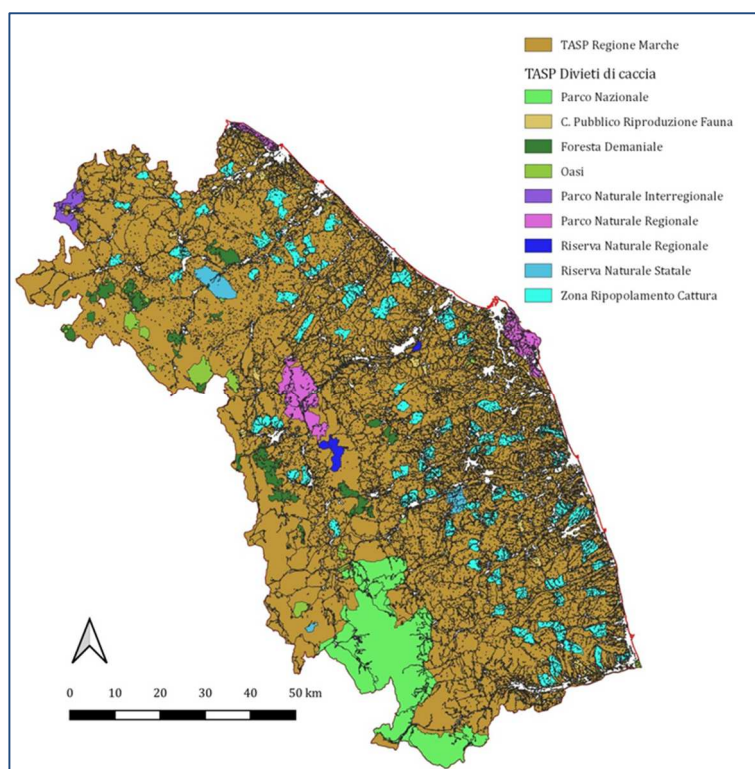 TASP Regione Marche
TASP Divieti di caccia
Parco Nazionale
C. Pubblico Riproduzione Fauna
Foresta Demaniale
Oasi
Parco Naturale Interregionale
Parco Naturale Regionale
Riserva Naturale Regionale
Riserva Naturale Statale
Zona Ripopolamento Cattura
0 10 20 30 40 50 km